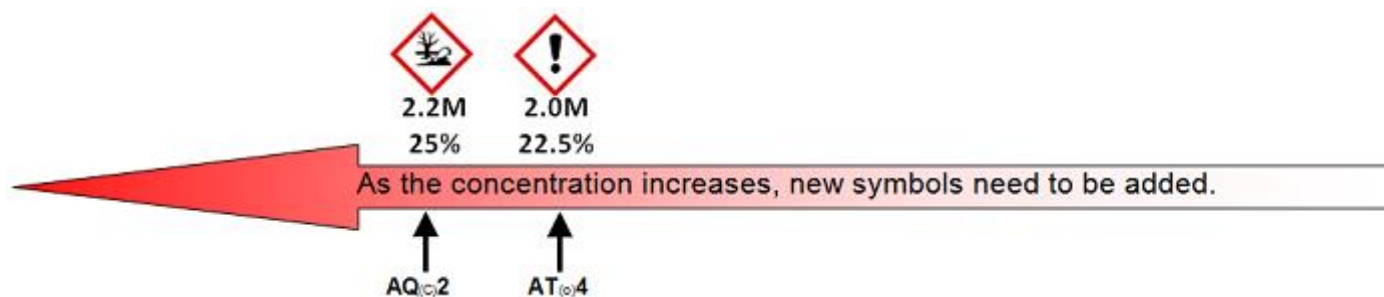 2.2M 2.0M
25% 22.5%
As the concentration increases, new symbols need to be added.
AQ(C)2 AT(o)4